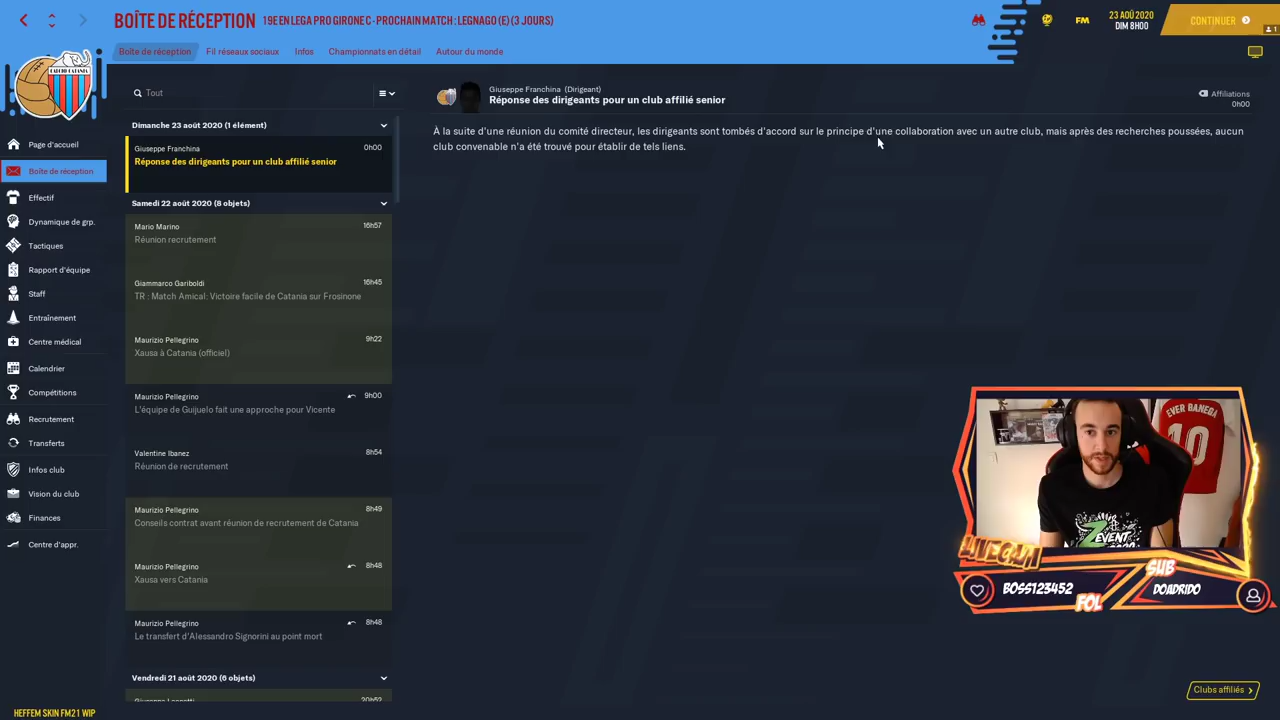 BOÎTE DE RÉCEPTION
19E EN LEGA PRO GIRONE C - PROCHAIN MATCH : LEGNAGO (E) (3 JOURS)
FM
23 AOÛ 2020
DIM 8H00
CONTINUER
1
Boîte de réception
Fil réseaux sociaux
Infos
Championnats en détail
Autour du monde
CALCIO CATANIA
Page d'accueil
Boîte de réception
Effectif
Dynamique de grp.
Tactiques
Rapport d'équipe
Staff
Entraînement
Centre médical
Calendrier
Compétitions
Recrutement
Transferts
Infos club
Vision du club
Finances
Centre d'appr.
HEFFEM SKIN FM21 WIP
Tout
Dimanche 23 août 2020 (1 élément)
Giuseppe Franchina 0h00
Réponse des dirigeants pour un club affilié senior
Samedi 22 août 2020 (8 objets)
Mario Marino 16h57
Réunion recrutement
Giammarco Gariboldi 16h45
TR : Match Amical: Victoire facile de Catania sur Frosinone
Maurizio Pellegrino 9h22
Xausa à Catania (officiel)
Maurizio Pellegrino 9h00
L'équipe de Guijuelo fait une approche pour Vicente
Valentine Ibanez 8h54
Réunion de recrutement
Maurizio Pellegrino 8h49
Conseils contrat avant réunion de recrutement de Catania
Maurizio Pellegrino 8h48
Xausa vers Catania
Maurizio Pellegrino 8h48
Le transfert d'Alessandro Signorini au point mort
Vendredi 21 août 2020 (6 objets)
Giuseppe Franchina (Dirigeant)
Réponse des dirigeants pour un club affilié senior
Affiliations
0h00
À la suite d'une réunion du comité directeur, les dirigeants sont tombés d'accord sur le principe d'une collaboration avec un autre club, mais après des recherches poussées, aucun
club convenable n'a été trouvé pour établir de tels liens.
EVER BANEGA
10
ZEVENT
BOSS123452
FOL
SUB
DOADRIDO
Clubs affiliés